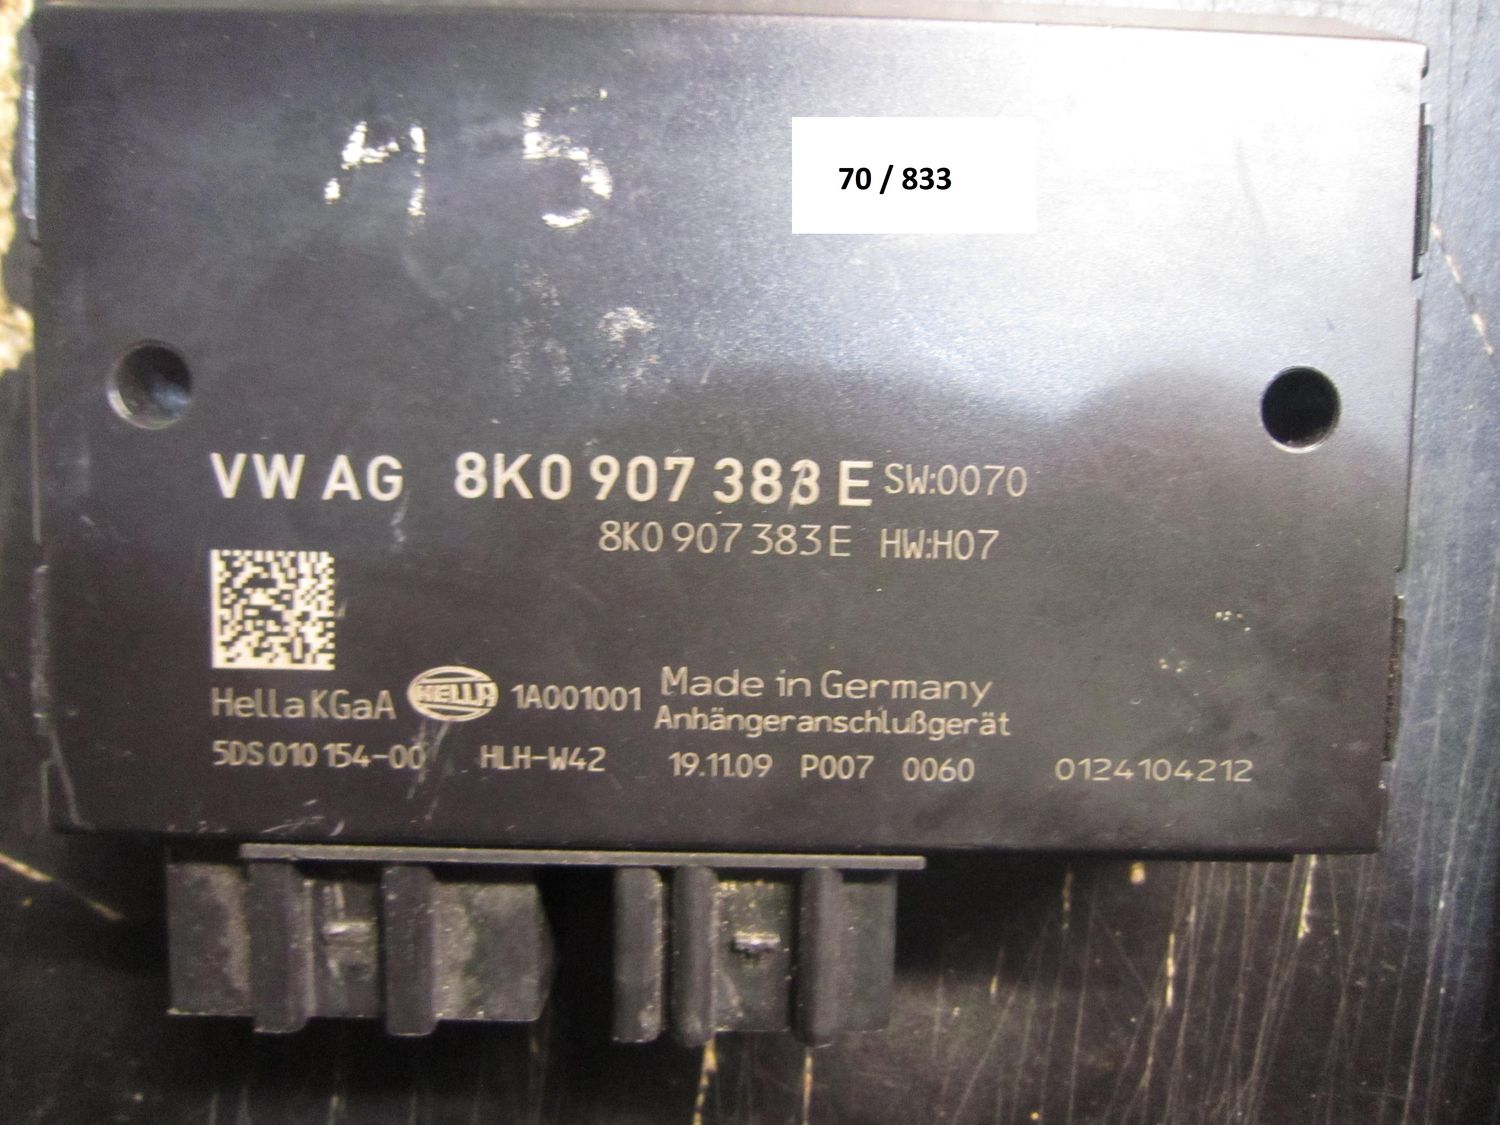 A5
70 / 833
VW AG 8K0 907 383 E SW:0070
8K0 907 383 E HW:H07
Hella KGaA HELLA 1A001001 Made in Germany
Anhängeranschlußgerät
5DS 010 154-00 HLH-W42 19.11.09 P007 0060 0124104212